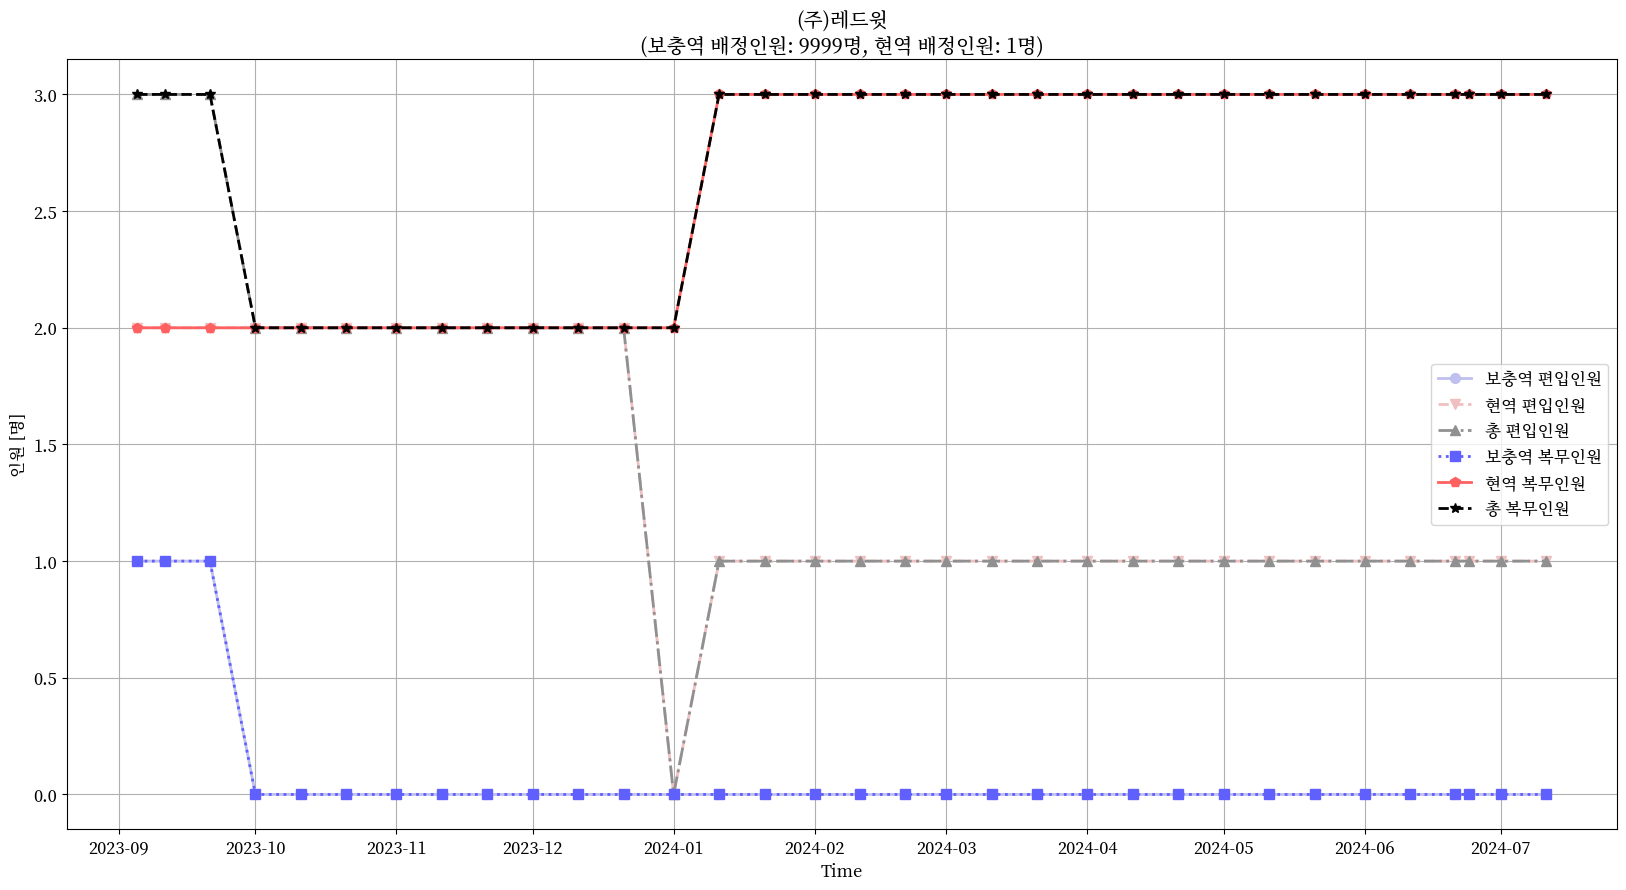 (주)레드윗
(보충역 배정인원: 9999명, 현역 배정인원: 1명)
3.0
2.5
2.0
1.5
1.0
0.5
0.0
인원 [명]
보충역 편입인원
현역 편입인원
총 편입인원
보충역 복무인원
현역 복무인원
총 복무인원
2023-09 2023-10 2023-11 2023-12 2024-01 2024-02 2024-03 2024-04 2024-05 2024-06 2024-07
Time